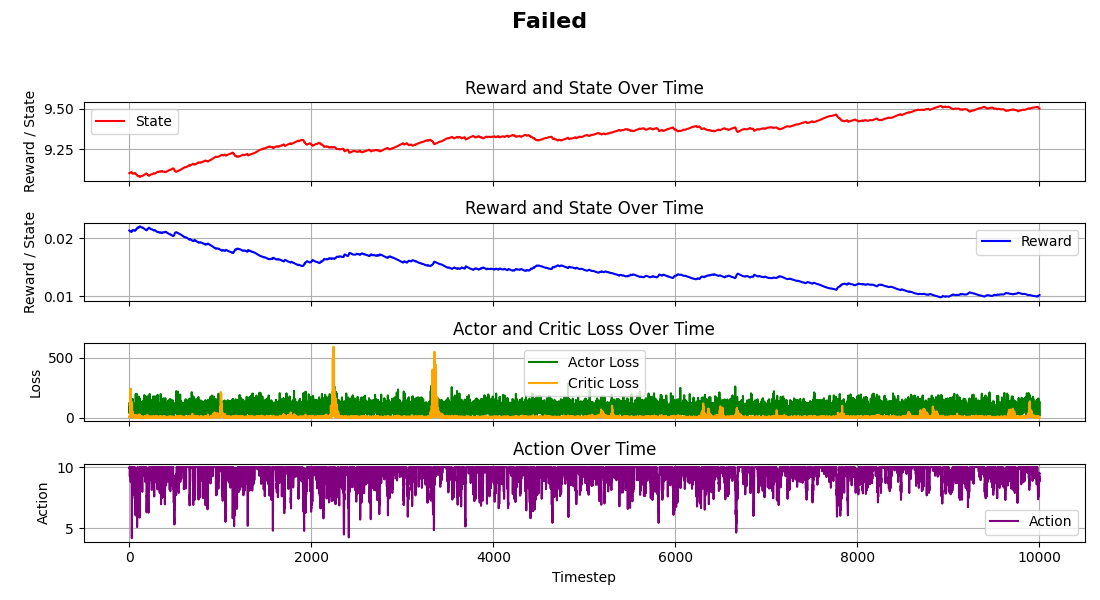 Failed
Reward and State Over Time
Reward / State
9.50
9.25
State
Reward and State Over Time
Reward / State
0.02
0.01
Reward
Actor and Critic Loss Over Time
Loss
500
0
Actor Loss
Critic Loss
Action Over Time
Action
10
5
Action
0 2000 4000 6000 8000 10000
Timestep